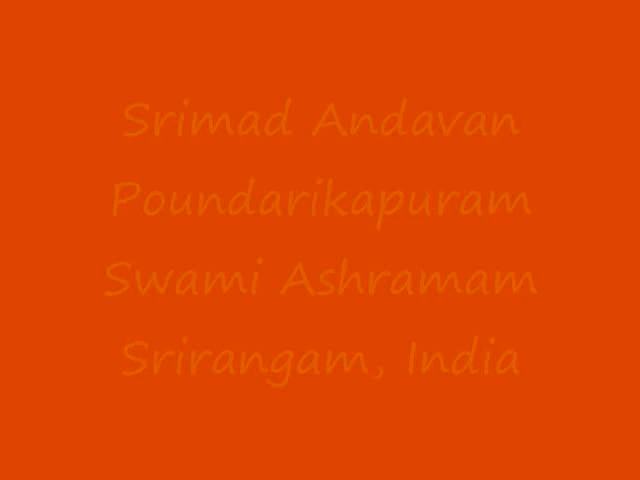 Srimad Andavan
Poundarikapuram
Swami Ashramam
Srirangam, India